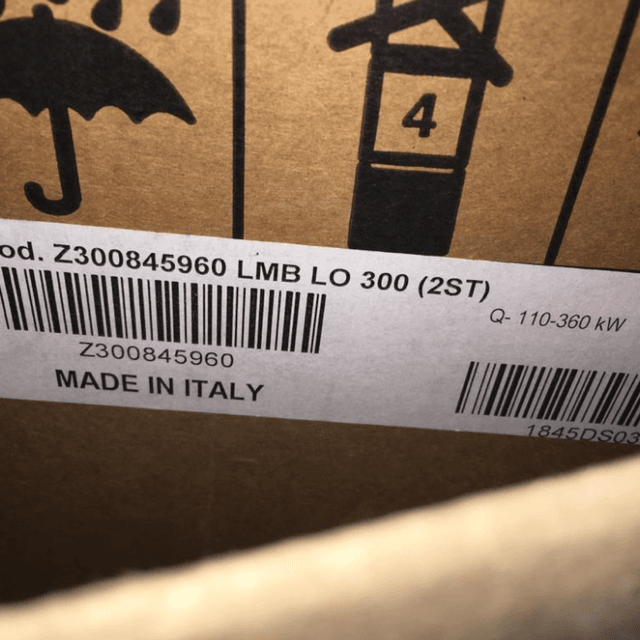 4
od. Z300845960 LMB LO 300 (2ST)
Q- 110-360 kW
Z300845960
MADE IN ITALY
1845DS03